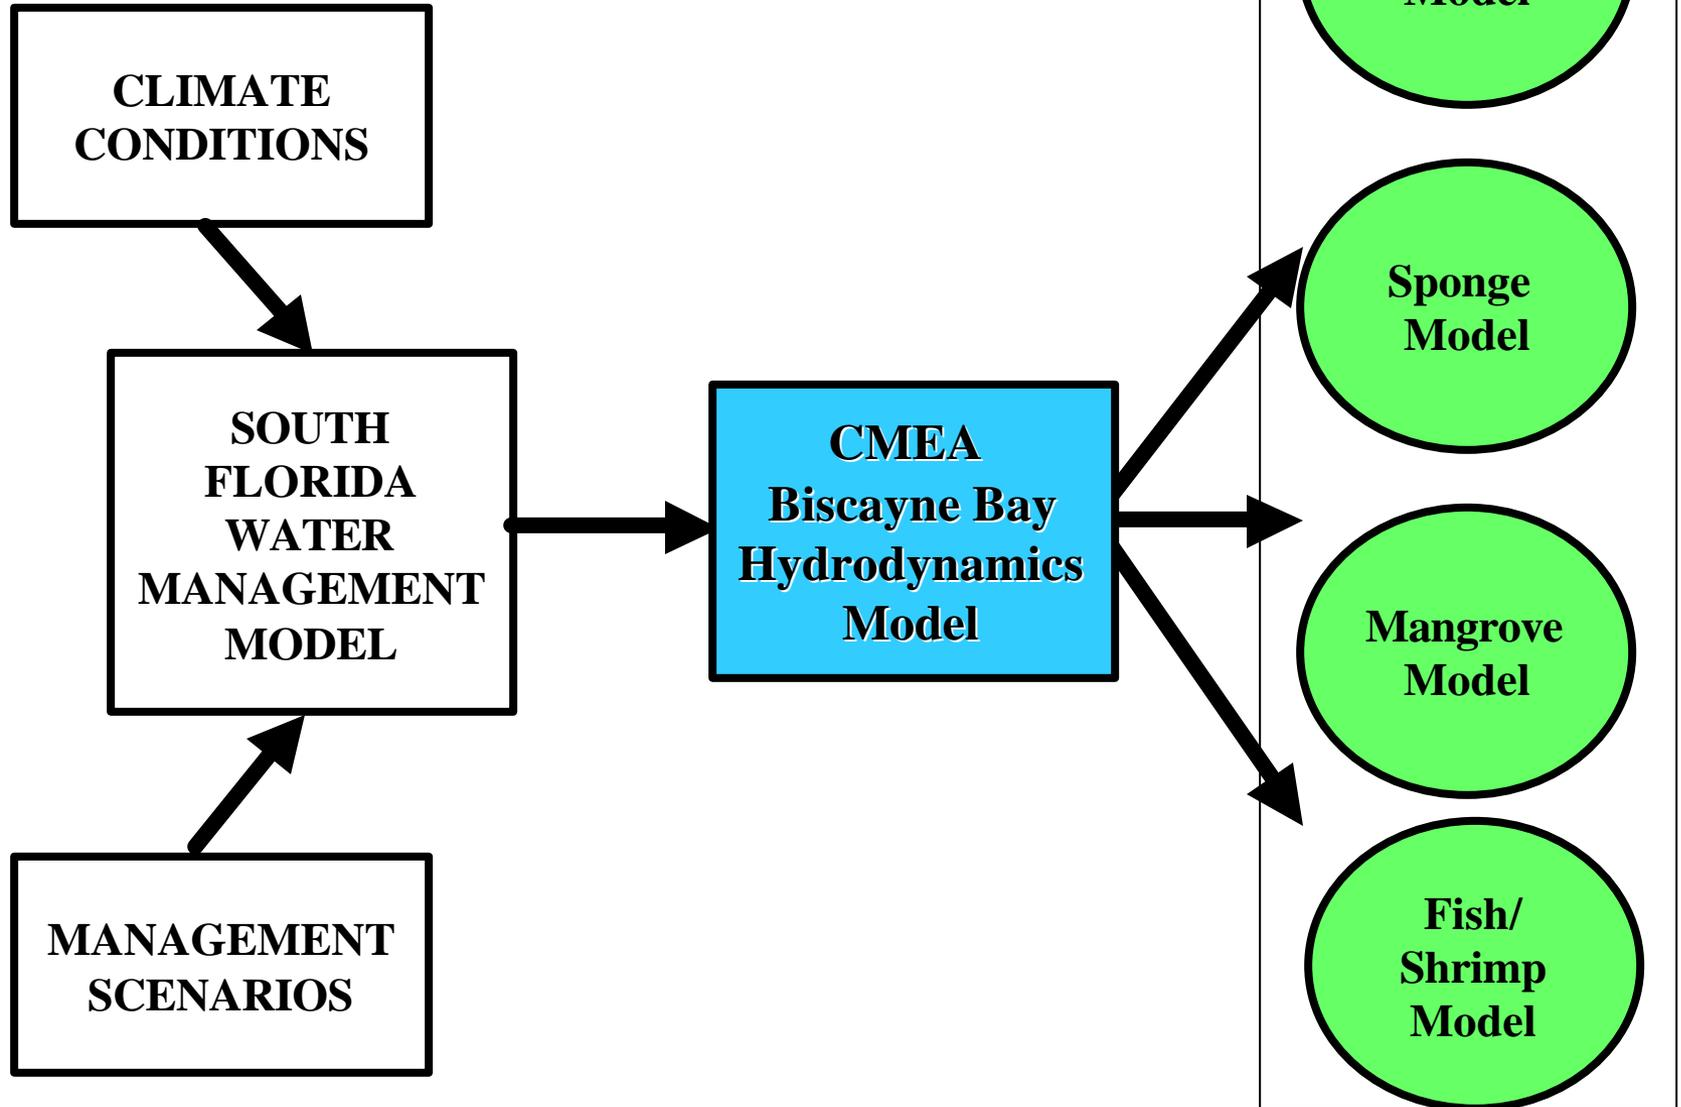 CLIMATE
CONDITIONS
SOUTH
FLORIDA
WATER
MANAGEMENT
MODEL
MANAGEMENT
SCENARIOS
CMEA
Biscayne Bay
Hydrodynamics
Model
Model
Sponge
Model
Mangrove
Model
Fish/
Shrimp
Model